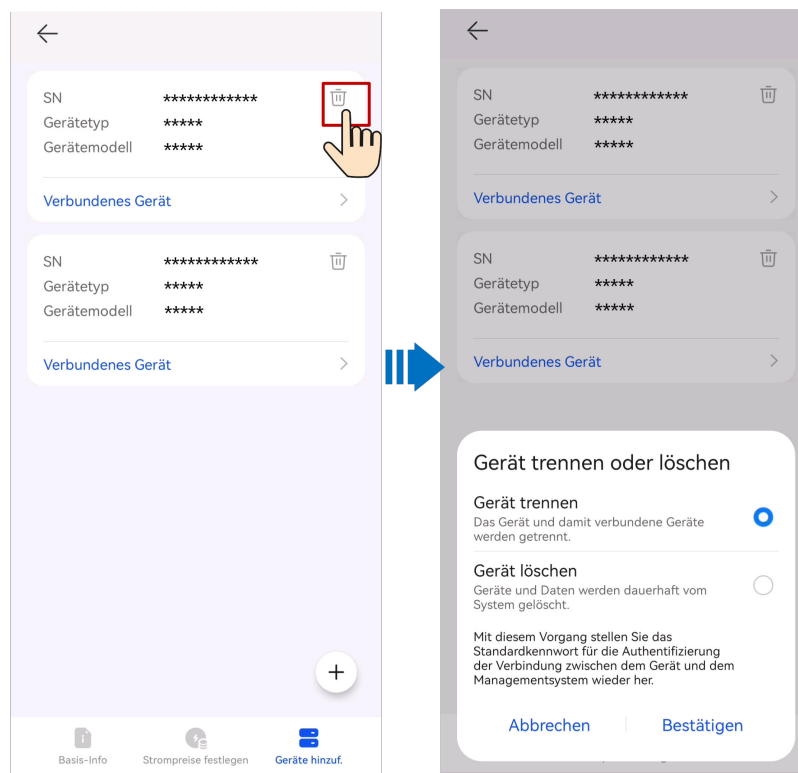 SN ************
Gerätetyp *****
Gerätemodell *****
Verbundenes Gerät
SN ************
Gerätetyp *****
Gerätemodell *****
Verbundenes Gerät
Basis-Info
Strompreise festlegen
Geräte hinzuf.
SN ************
Gerätetyp *****
Gerätemodell *****
Verbundenes Gerät
SN ************
Gerätetyp *****
Gerätemodell *****
Verbundenes Gerät
Gerät trennen oder löschen
Gerät trennen
Das Gerät und damit verbundene Geräte
werden getrennt.
Gerät löschen
Geräte und Daten werden dauerhaft vom
System gelöscht.
Mit diesem Vorgang stellen Sie das
Standardkennwort für die Authentifizierung
der Verbindung zwischen dem Gerät und dem
Managementsystem wieder her.
Abbrechen
Bestätigen